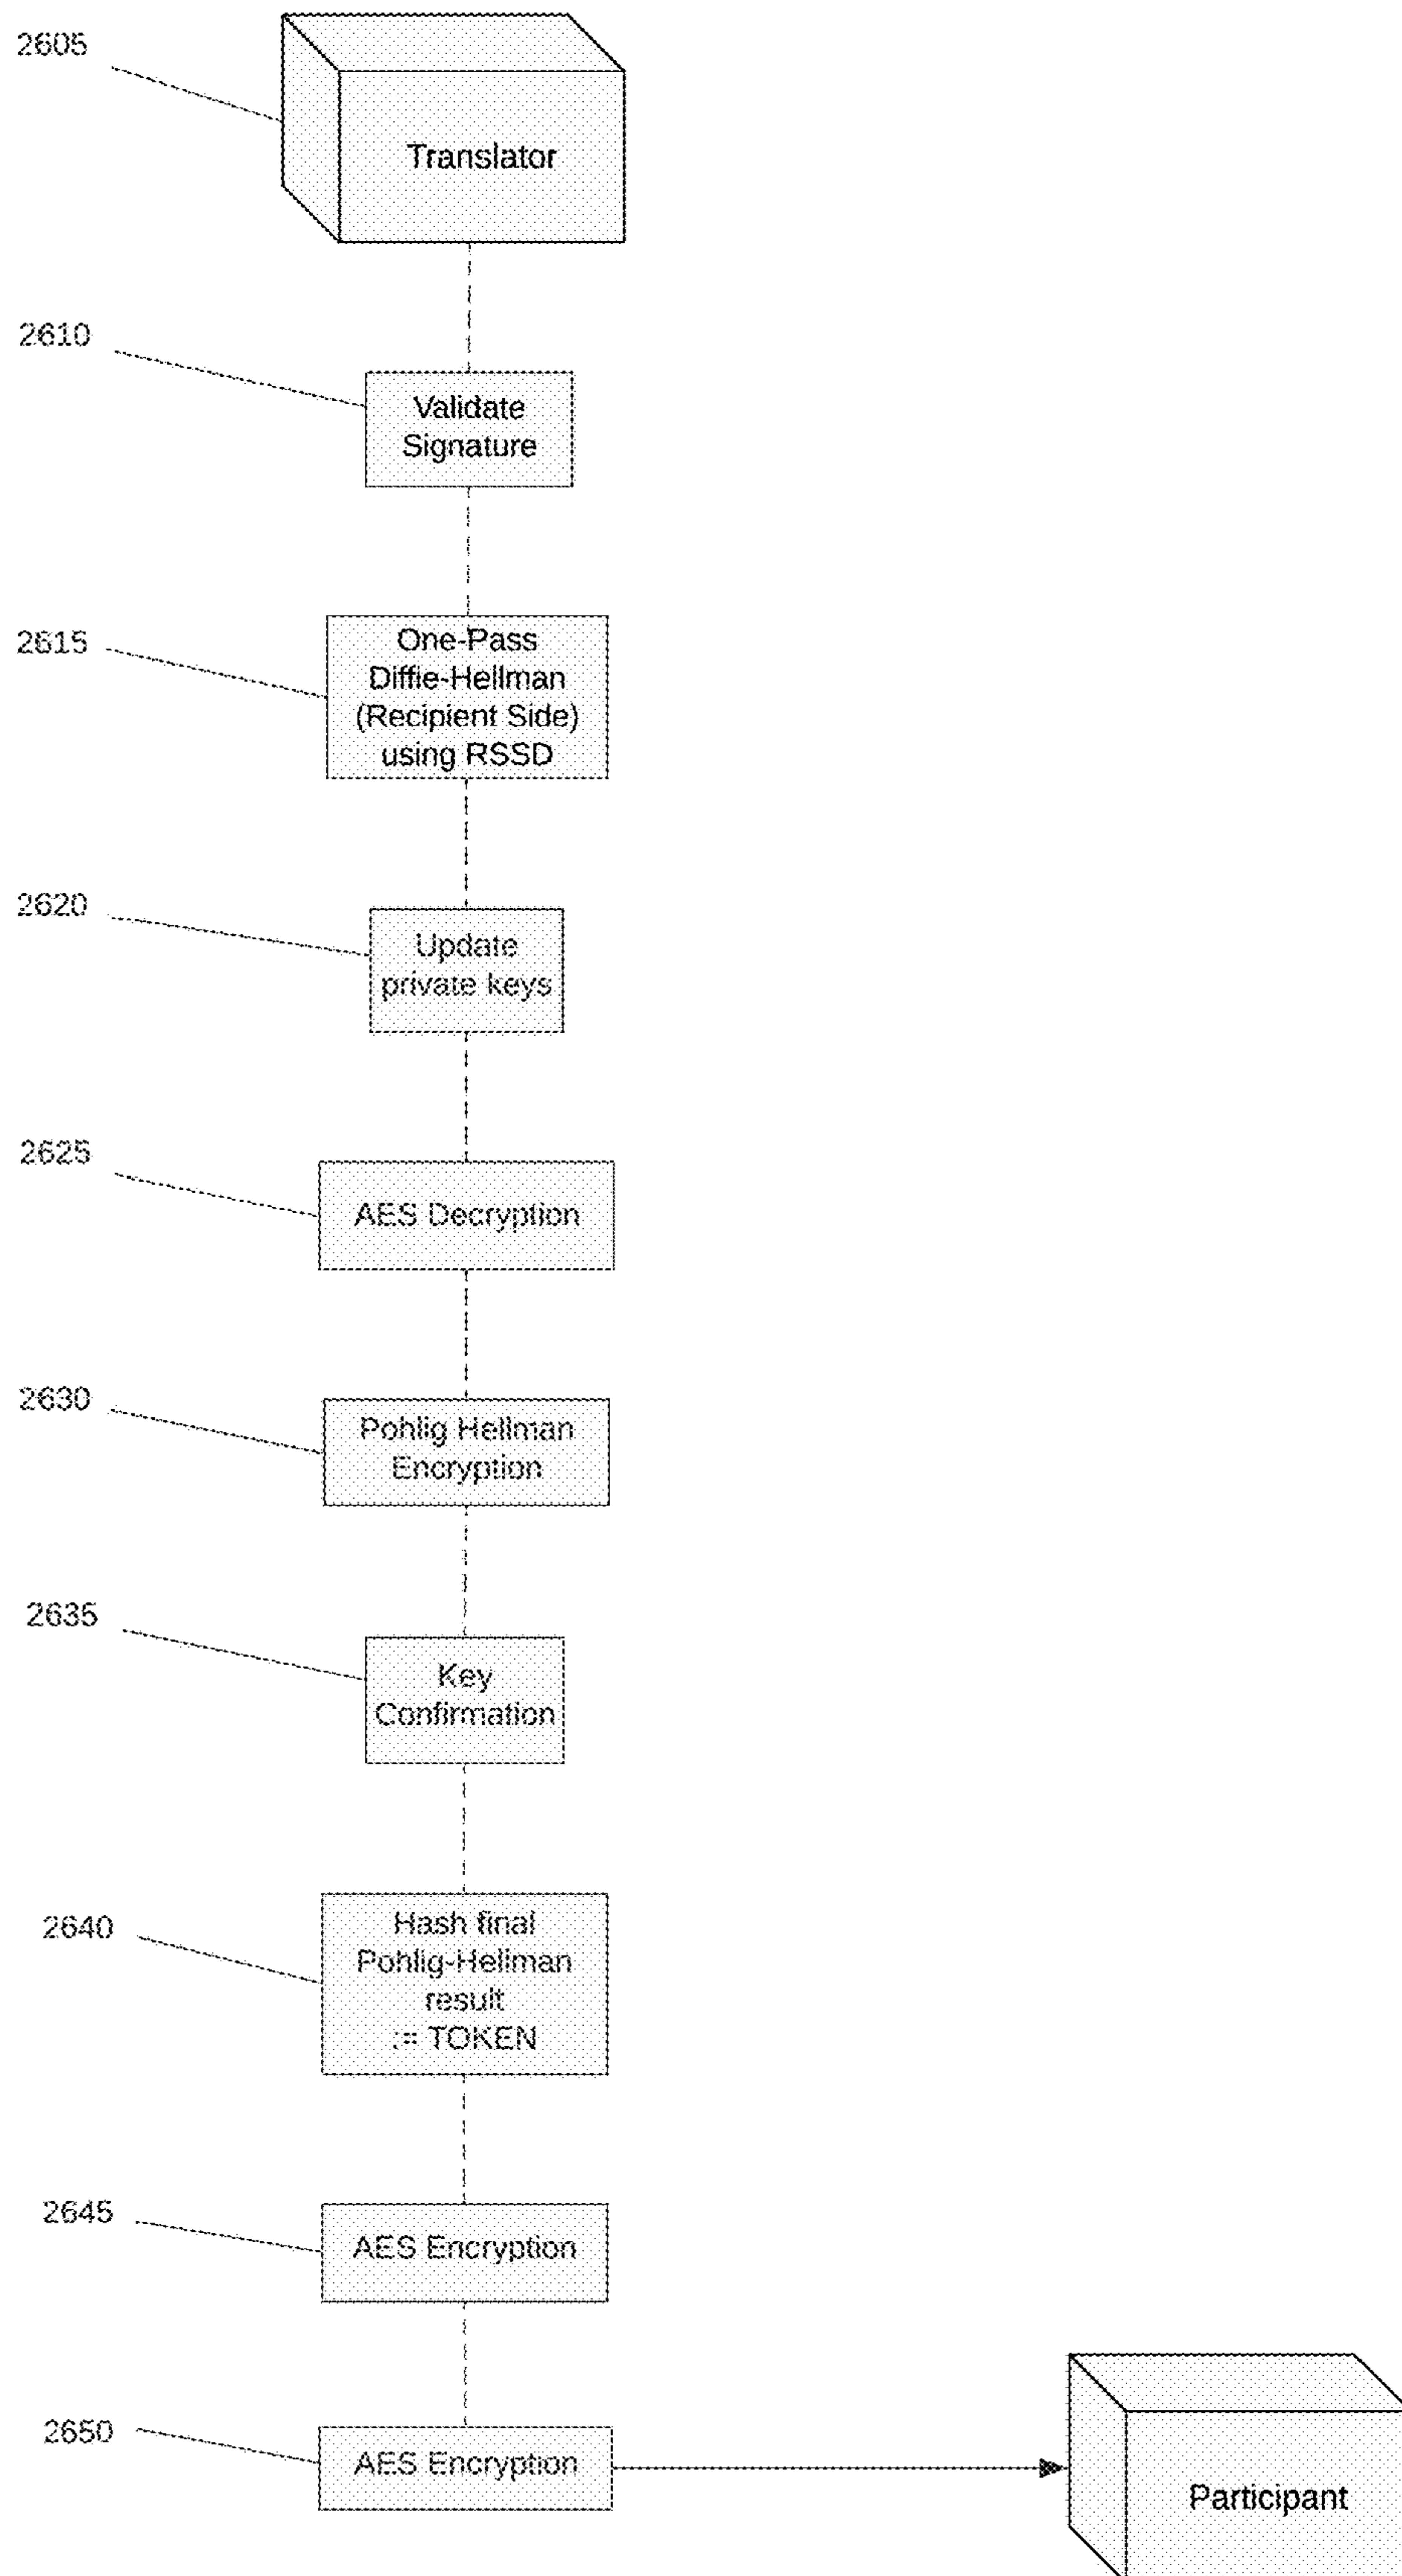 2605
Translator
2610
Validate
Signature
2615
One-Pass
Diffie-Hellman
(Recipient Side)
using RSSD
2620
Update
private keys
2625
AES Decryption
2630
Pohlig Hellman
Encryption
2635
Key
Confirmation
2640
Hash final
Pohlig-Hellman
result
:= TOKEN
2645
AES Encryption
2650
AES Encryption
Participant